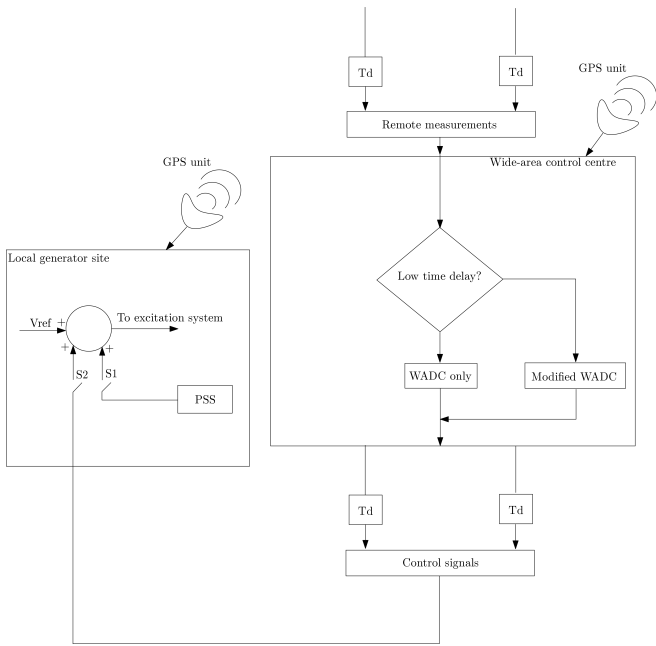 Td
Td
GPS unit
Remote measurements
Wide-area control centre
GPS unit
Local generator site
Low time delay?
Vref
+
To excitation system
+
+
S2
S1
PSS
WADC only
Modified WADC
Td
Td
Control signals